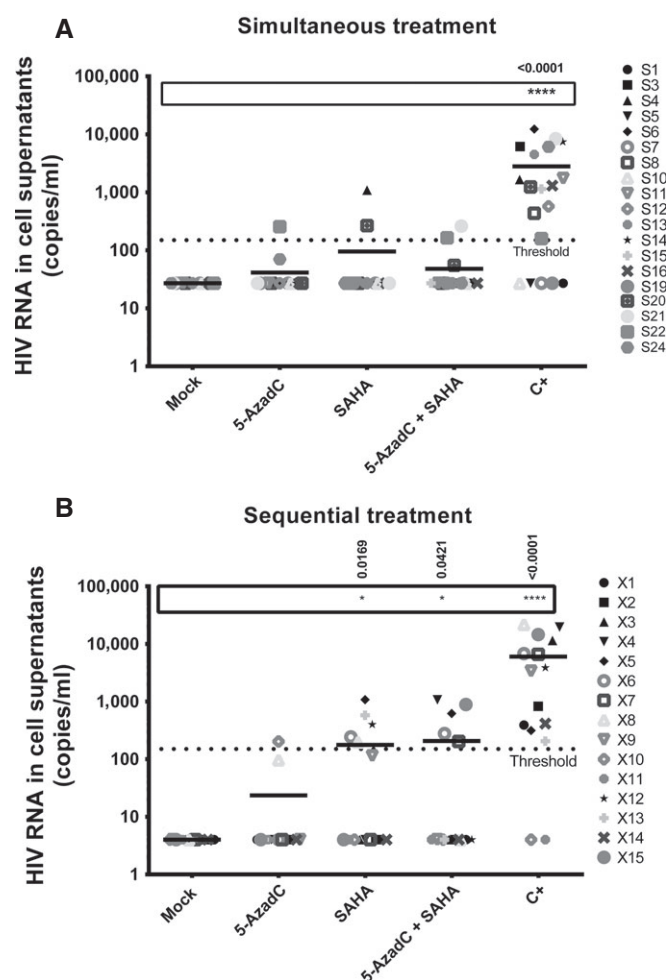 A
Simultaneous treatment
HIV RNA in cell supernatants
(copies/ml)
100,000
10,000
1,000
100
10
1
<0.0001
****
Threshold
Mock
5-AzadC
SAHA
5-AzadC + SAHA
C+
S1
S3
S4
S5
S6
S7
S8
S10
S11
S12
S13
S14
S15
S16
S19
S20
S21
S22
S24
B
Sequential treatment
HIV RNA in cell supernatants
(copies/ml)
100,000
10,000
1,000
100
10
1
0.0169
0.0421
<0.0001
*
*
****
Threshold
Mock
5-AzadC
SAHA
5-AzadC + SAHA
C+
X1
X2
X3
X4
X5
X6
X7
X8
X9
X10
X11
X12
X13
X14
X15